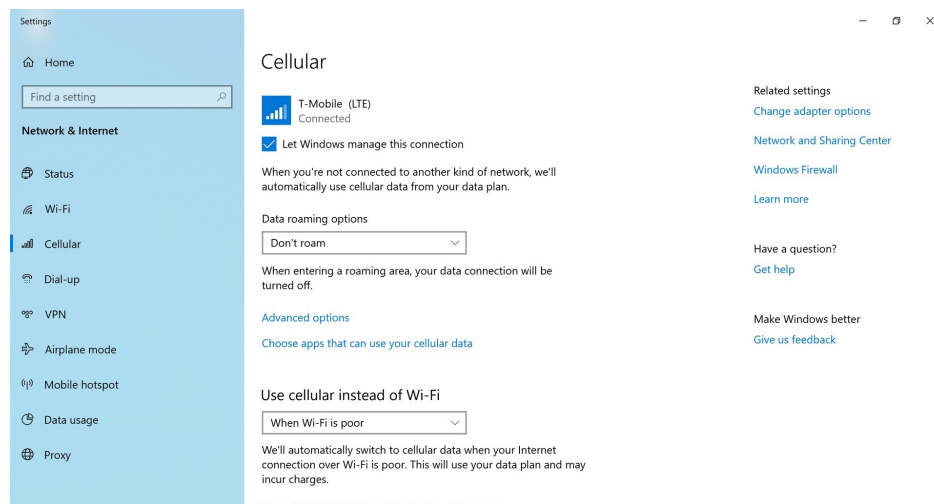 Settings
Home
Find a setting
Network & Internet
Status
Wi-Fi
Cellular
Dial-up
VPN
Airplane mode
Mobile hotspot
Data usage
Proxy
Cellular
T-Mobile (LTE)
Connected
Let Windows manage this connection
When you're not connected to another kind of network, we'll
automatically use cellular data from your data plan.
Data roaming options
Don't roam
When entering a roaming area, your data connection will be
turned off.
Advanced options
Choose apps that can use your cellular data
Use cellular instead of Wi-Fi
When Wi-Fi is poor
We'll automatically switch to cellular data when your Internet
connection over Wi-Fi is poor. This will use your data plan and may
incur charges.
Related settings
Change adapter options
Network and Sharing Center
Windows Firewall
Learn more
Have a question?
Get help
Make Windows better
Give us feedback